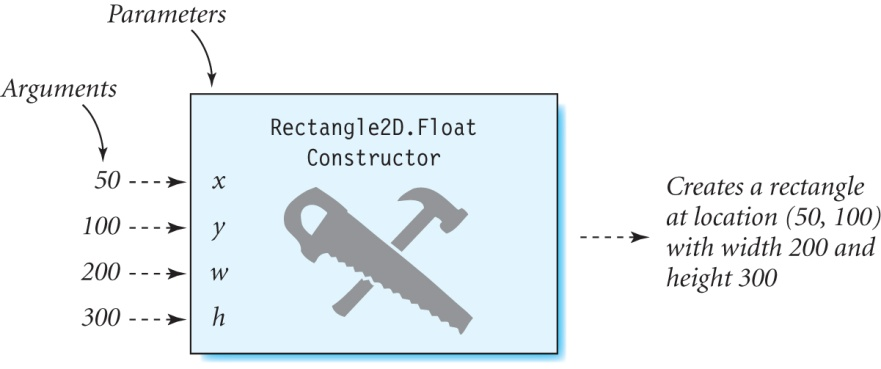 Parameters
Arguments
Rectangle2D.Float
Constructor
50 x
100 y
200 w
300 h
Creates a rectangle
at location (50, 100)
with width 200 and
height 300